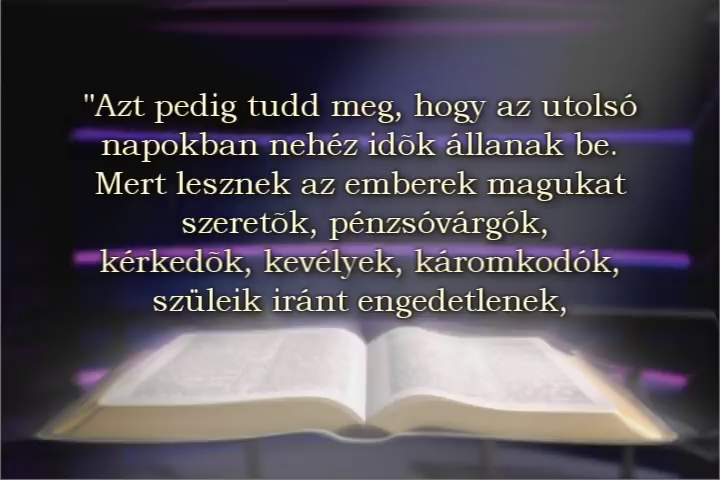 "Azt pedig tudd meg, hogy az utolsó
napokban nehéz idõk állanak be.
Mert lesznek az emberek magukat
szeretõk, pénzsóvárgók,
kérkedõk, kevélyek, káromkodók,
szüleik iránt engedetlenek,